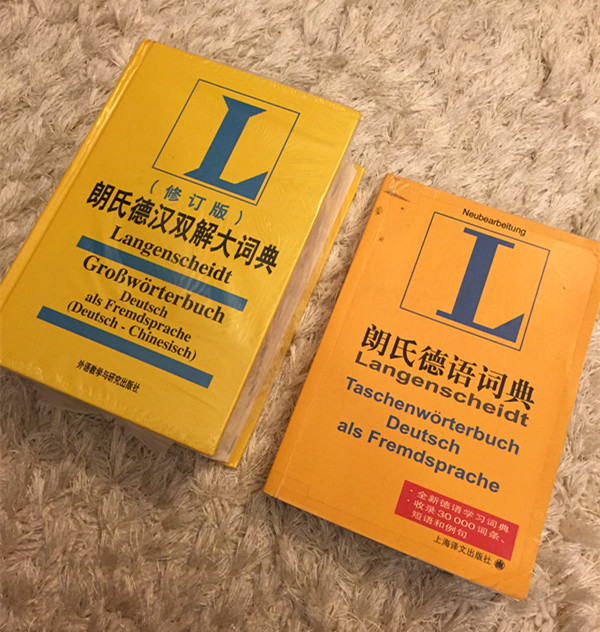 L
（修订版）
朗氏德汉双解大词典
Langenscheidt
Großwörterbuch
Deutsch
als Fremdsprache
(Deutsch - Chinesisch)
外语教学与研究出版社
Neubearbeitung
L
朗氏德语词典
Langenscheidt
Taschenwörterbuch
Deutsch
als Fremdsprache
·全新德语学习词典
·收录30 000词条、
短语和例句
上海译文出版社